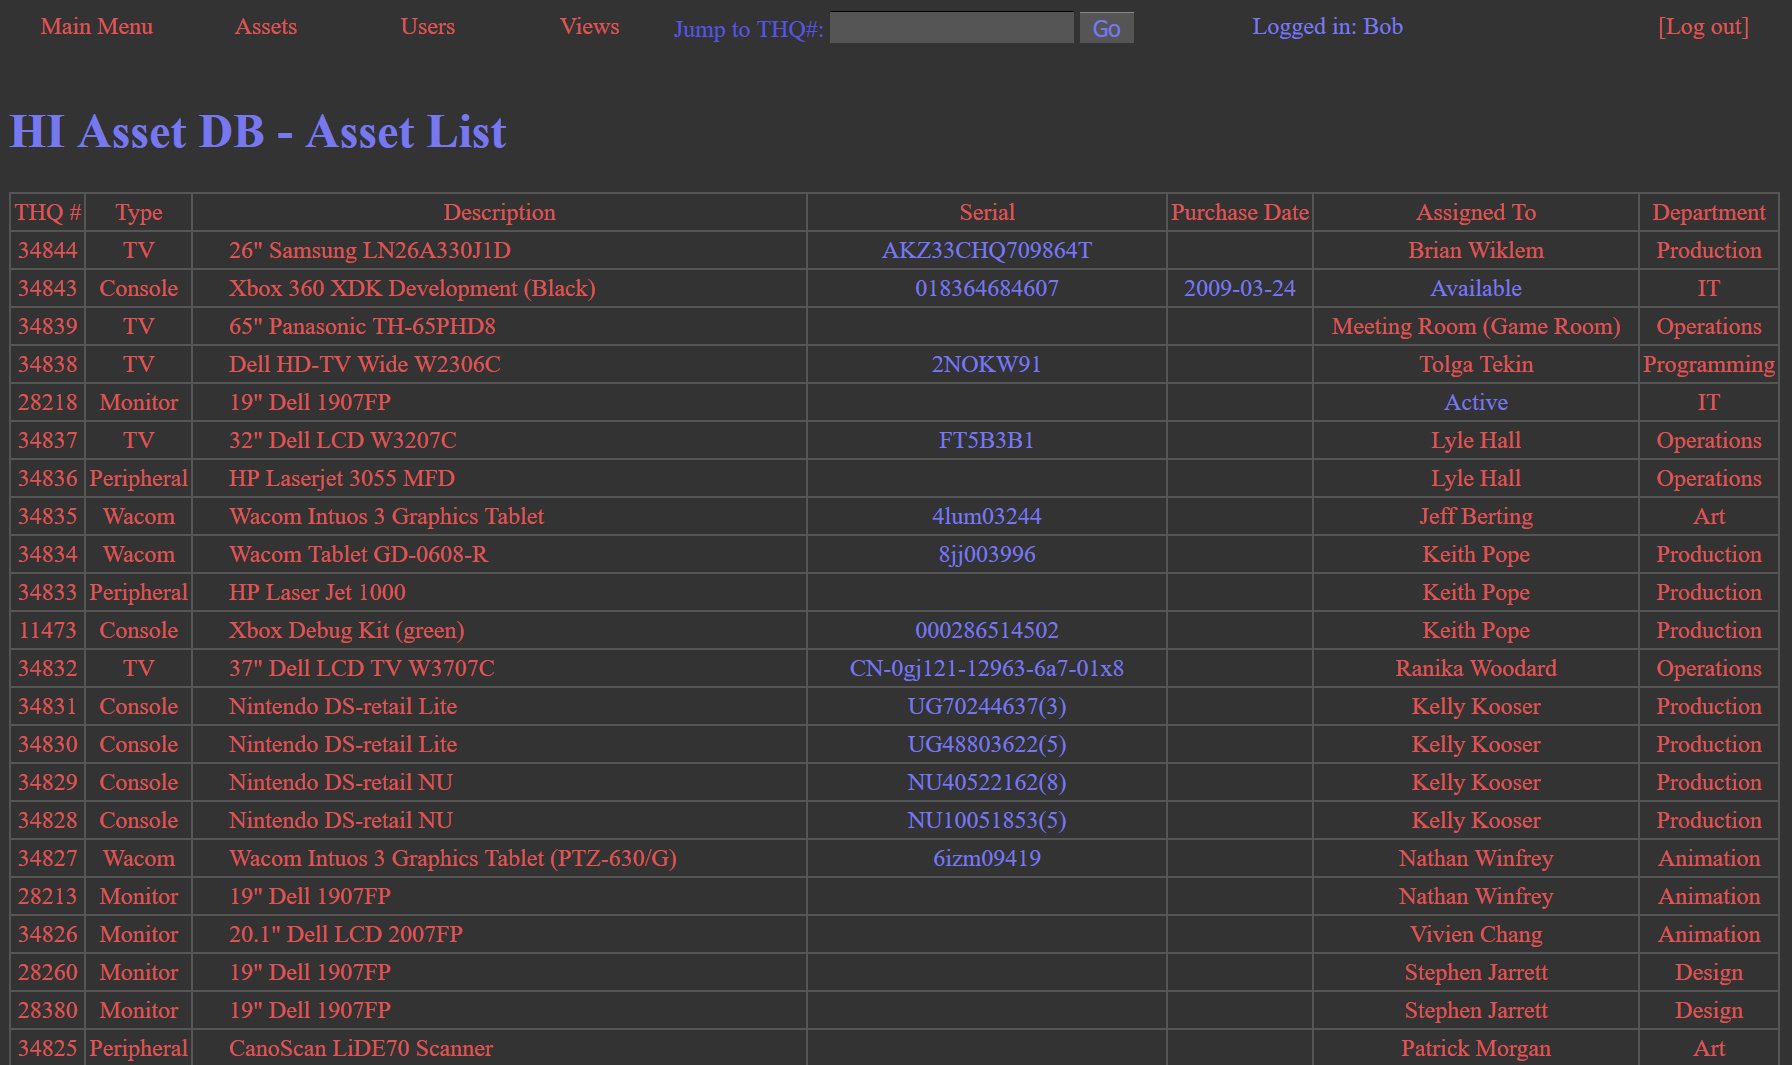 Main Menu Assets Users Views Jump to THQ#: Go Logged in: Bob [Log out]
HI Asset DB - Asset List
THQ # Type Description Serial Purchase Date Assigned To Department
34844 TV 26" Samsung LN26A330J1D AKZ33CHQ709864T Brian Wiklem Production
34843 Console Xbox 360 XDK Development (Black) 018364684607 2009-03-24 Available IT
34839 TV 65" Panasonic TH-65PHD8 Meeting Room (Game Room) Operations
34838 TV Dell HD-TV Wide W2306C 2NOKW91 Tolga Tekin Programming
28218 Monitor 19" Dell 1907FP Active IT
34837 TV 32" Dell LCD W3207C FT5B3B1 Lyle Hall Operations
34836 Peripheral HP Laserjet 3055 MFD Lyle Hall Operations
34835 Wacom Wacom Intuos 3 Graphics Tablet 4lum03244 Jeff Berting Art
34834 Wacom Wacom Tablet GD-0608-R 8jj003996 Keith Pope Production
34833 Peripheral HP Laser Jet 1000 Keith Pope Production
11473 Console Xbox Debug Kit (green) 000286514502 Keith Pope Production
34832 TV 37" Dell LCD TV W3707C CN-0gj121-12963-6a7-01x8 Ranika Woodard Operations
34831 Console Nintendo DS-retail Lite UG70244637(3) Kelly Kooser Production
34830 Console Nintendo DS-retail Lite UG48803622(5) Kelly Kooser Production
34829 Console Nintendo DS-retail NU NU40522162(8) Kelly Kooser Production
34828 Console Nintendo DS-retail NU NU10051853(5) Kelly Kooser Production
34827 Wacom Wacom Intuos 3 Graphics Tablet (PTZ-630/G) 6izm09419 Nathan Winfrey Animation
28213 Monitor 19" Dell 1907FP Nathan Winfrey Animation
34826 Monitor 20.1" Dell LCD 2007FP Vivien Chang Animation
28260 Monitor 19" Dell 1907FP Stephen Jarrett Design
28380 Monitor 19" Dell 1907FP Stephen Jarrett Design
34825 Peripheral CanoScan LiDE70 Scanner Patrick Morgan Art